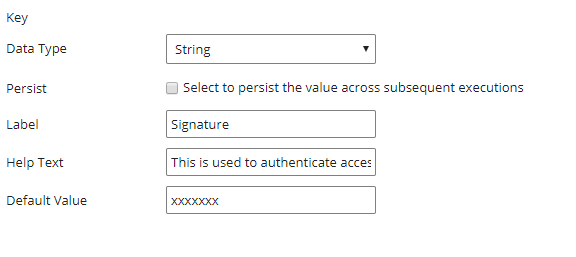 Key
Data Type String
Persist Select to persist the value across subsequent executions
Label Signature
Help Text This is used to authenticate acces
Default Value xxxxxxx